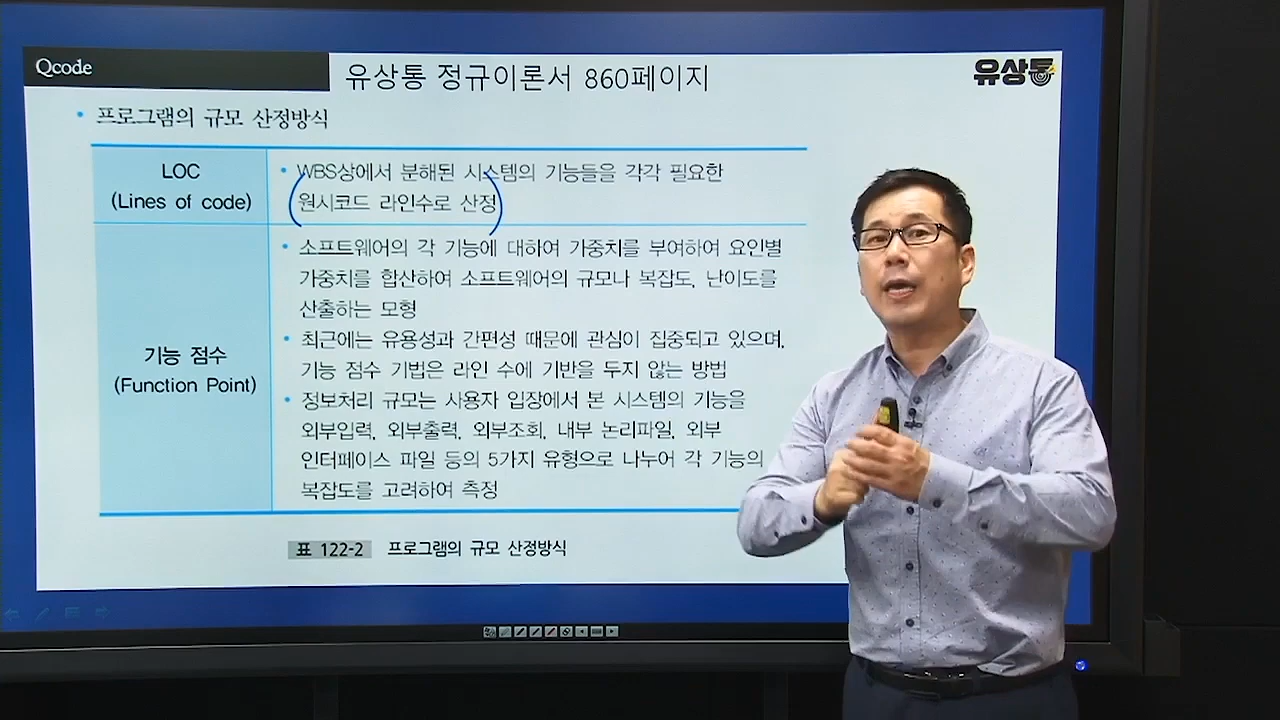 Qcode
유상통 정규이론서 860페이지
유상통
• 프로그램의 규모 산정방식
LOC
(Lines of code)
• WBS상에서 분해된 시스템의 기능들을 각각 필요한
원시코드 라인수로 산정
기능 점수
(Function Point)
• 소프트웨어의 각 기능에 대하여 가중치를 부여하여 요인별
가중치를 합산하여 소프트웨어의 규모나 복잡도, 난이도를
산출하는 모형
• 최근에는 유용성과 간편성 때문에 관심이 집중되고 있으며,
기능 점수 기법은 라인 수에 기반을 두지 않는 방법
• 정보처리 규모는 사용자 입장에서 본 시스템의 기능을
외부입력, 외부출력, 외부조회, 내부 논리파일, 외부
인터페이스 파일 등의 5가지 유형으로 나누어 각 기능의
복잡도를 고려하여 측정
표 122-2 프로그램의 규모 산정방식